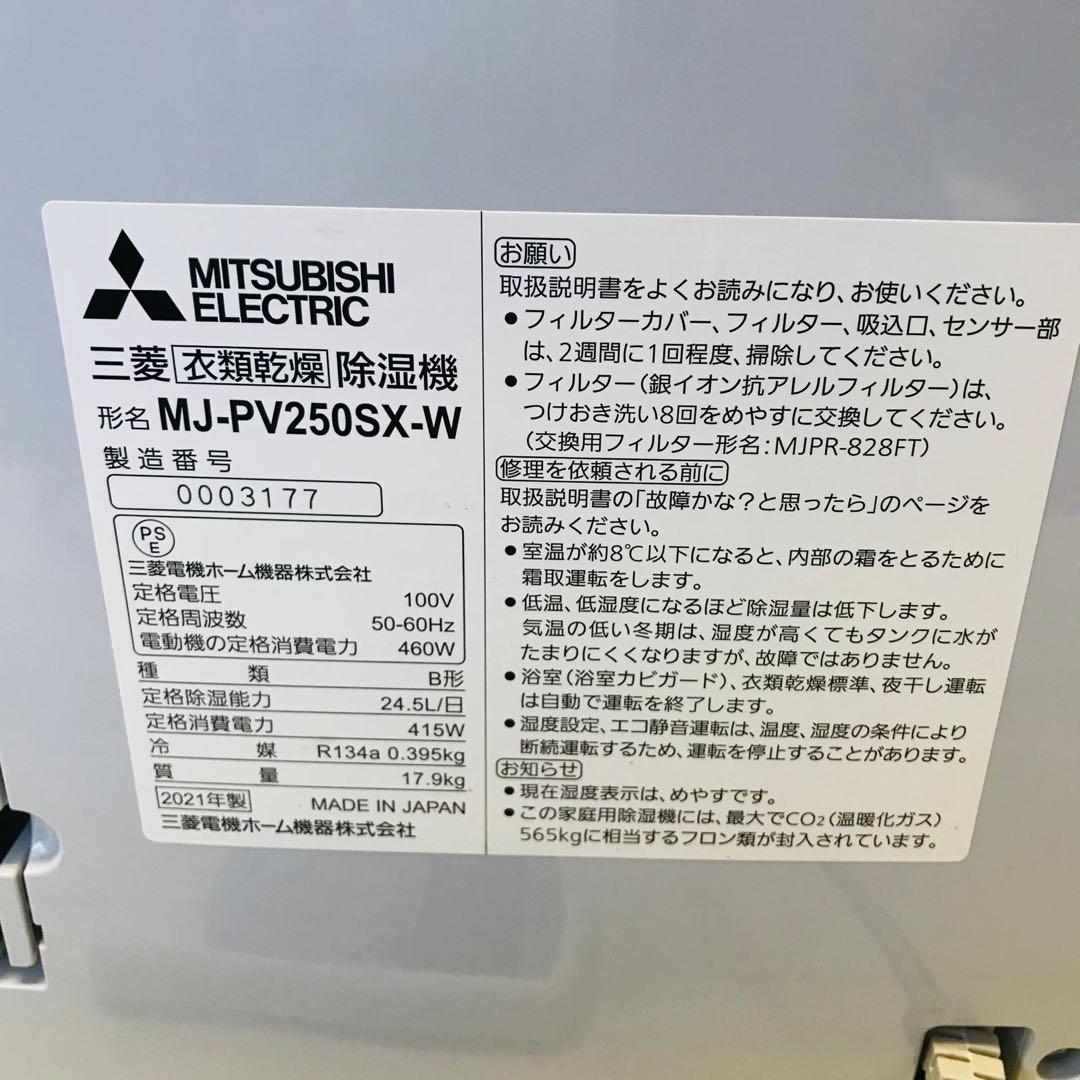 MITSUBISHI
ELECTRIC
三菱 衣類乾燥 除湿機
形名 MJ-PV250SX-W
製造番号
0003177
PS
E
三菱電機ホーム機器株式会社
定格電圧 100V
定格周波数 50-60Hz
電動機の定格消費電力 460W
種類 B形
定格除湿能力 24.5L/日
定格消費電力 415W
冷媒 R134a 0.395kg
質量 17.9kg
2021年製 MADE IN JAPAN
三菱電機ホーム機器株式会社
お願い
取扱説明書をよくお読みになり、お使いください。
●フィルターカバー、フィルター、吸込口、センサー部
は、2週間に1回程度、掃除してください。
●フィルター(銀イオン抗アレルフィルター)は、
つけおき洗い8回をめやすに交換してください。
(交換用フィルター形名:MJPR-828FT)
修理を依頼される前に
取扱説明書の「故障かな?と思ったら」のページを
お読みください。
●室温が約8℃以下になると、内部の霜をとるために
霜取運転をします。
●低温、低湿度になるほど除湿量は低下します。
気温の低い冬期は、湿度が高くてもタンクに水が
たまりにくくなりますが、故障ではありません。
●浴室(浴室カビガード)、衣類乾燥標準、夜干し運転
は自動で運転を終了します。
●湿度設定、エコ静音運転は、温度、湿度の条件により
断続運転するため、運転を停止することがあります。
お知らせ
●現在湿度表示は、めやすです。
●この家庭用除湿機には、最大でCO2(温暖化ガス)
565kgに相当するフロン類が封入されています。